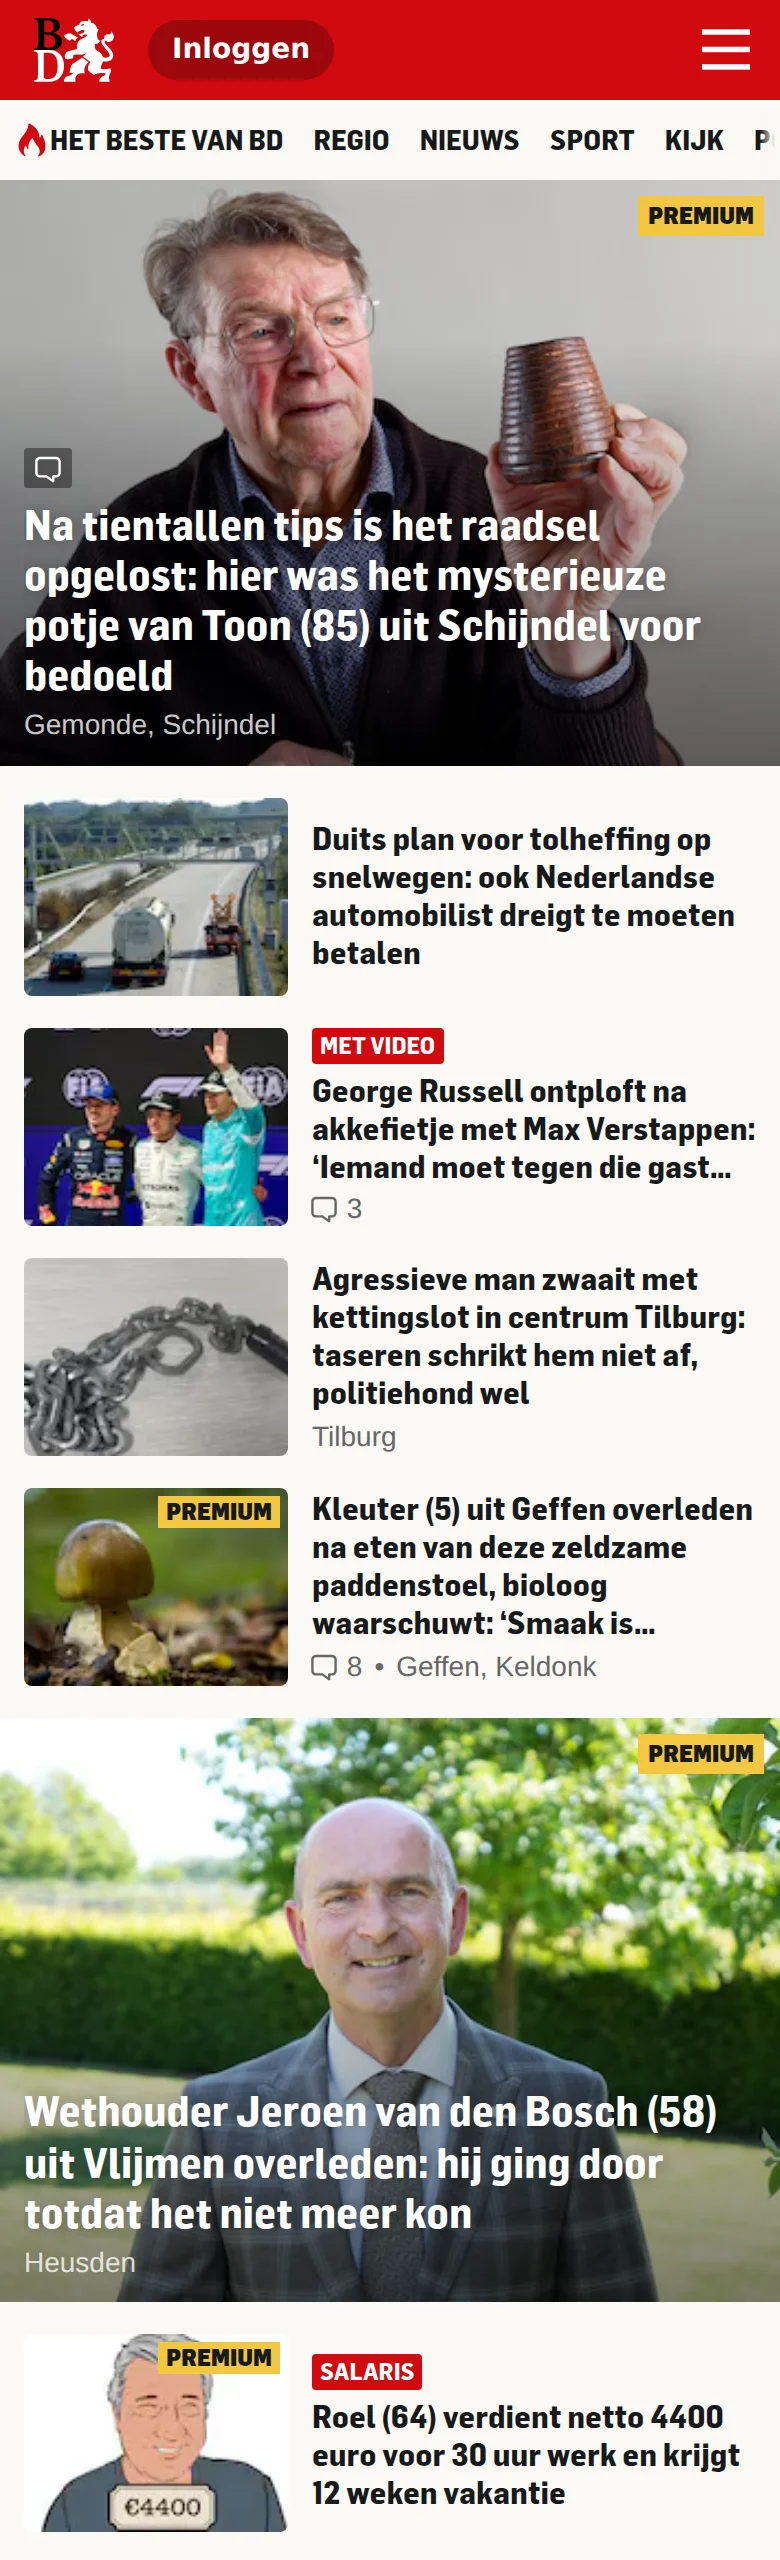 BD
Inloggen
HET BESTE VAN BD REGIO NIEUWS SPORT KIJK
PREMIUM
Na tientallen tips is het raadsel
opgelost: hier was het mysterieuze
potje van Toon (85) uit Schijndel voor
bedoeld
Gemonde, Schijndel
Duits plan voor tolheffing op
snelwegen: ook Nederlandse
automobilist dreigt te moeten
betalen
FIA
FIA
ORACLE
Red Bull
PETRONAS
MET VIDEO
George Russell ontploft na
akkefietje met Max Verstappen:
‘Iemand moet tegen die gast...
3
Agressieve man zwaait met
kettingslot in centrum Tilburg:
taseren schrikt hem niet af,
politiehond wel
Tilburg
PREMIUM
Kleuter (5) uit Geffen overleden
na eten van deze zeldzame
paddenstoel, bioloog
waarschuwt: ‘Smaak is...
8 • Geffen, Keldonk
PREMIUM
Wethouder Jeroen van den Bosch (58)
uit Vlijmen overleden: hij ging door
totdat het niet meer kon
Heusden
PREMIUM
€4400
SALARIS
Roel (64) verdient netto 4400
euro voor 30 uur werk en krijgt
12 weken vakantie